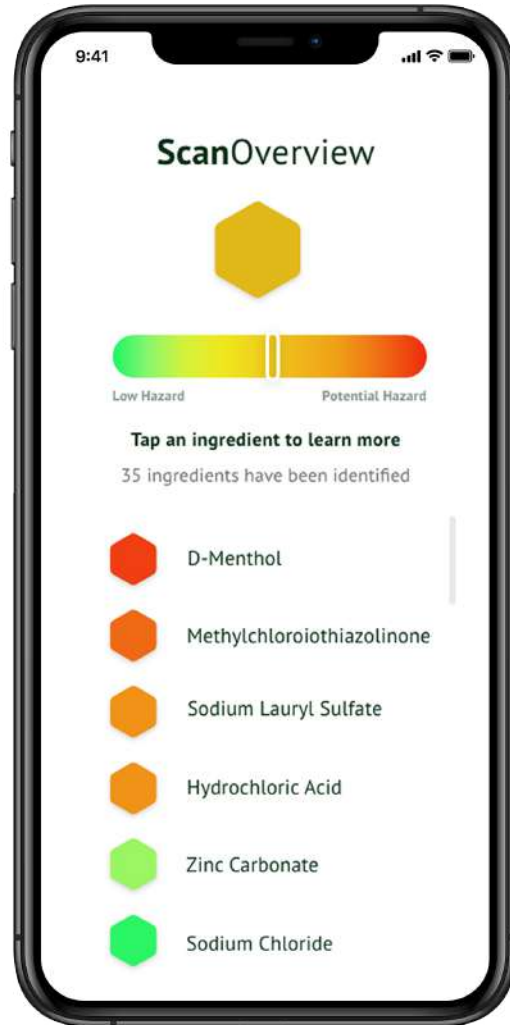 9:41
ScanOverview
Low Hazard Potential Hazard
Tap an ingredient to learn more
35 ingredients have been identified
D-Menthol
Methylchloroiothiazolinone
Sodium Lauryl Sulfate
Hydrochloric Acid
Zinc Carbonate
Sodium Chloride